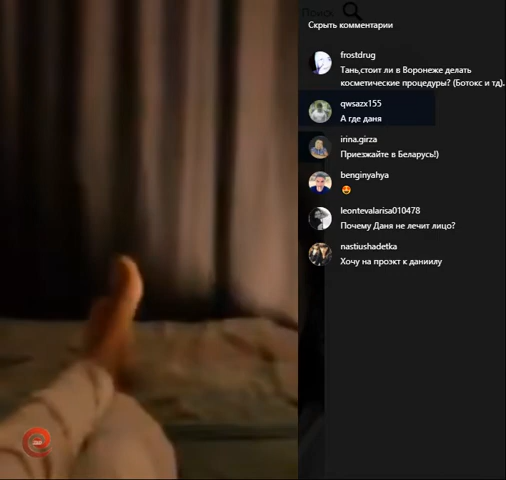 Поиск
Скрыть комментарии
frostdrug
Тань,стоит ли в Воронеже делать
косметические процедуры? (Ботокс и тд).
qwsazx155
А где даня
irina.girza
Приезжайте в Беларусь!)
benginyahya
😍
leontevalarisa010478
Почему Даня не лечит лицо?
nastiushadetka
Хочу на проэкт к даниилу